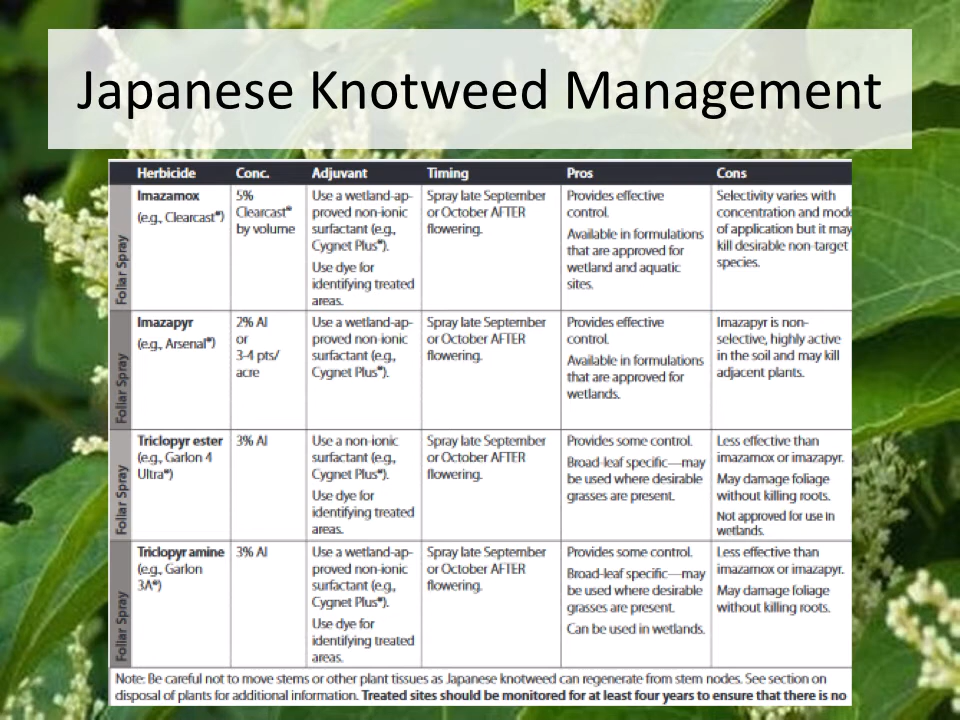 Japanese Knotweed Management
Herbicide Conc. Adjuvant Timing Pros Cons
Foliar Spray
Imazamox
(e.g., Clearcast®)
5%
Clearcast®
by volume
Use a wetland-ap-
proved non-ionic
surfactant (e.g.,
Cygnet Plus®).
Use dye for
identifying treated
areas.
Spray late September
or October AFTER
flowering.
Provides effective
control.
Available in formulations
that are approved for
wetland and aquatic
sites.
Selectivity varies with
concentration and mode
of application but it may
kill desirable non-target
species.
Foliar Spray
Imazapyr
(e.g., Arsenal®)
2% AI
or
3-4 pts/
acre
Use a wetland-ap-
proved non-ionic
surfactant (e.g.,
Cygnet Plus®).
Spray late September
or October AFTER
flowering.
Provides effective
control.
Available in formulations
that are approved for
wetlands.
Imazapyr is non-
selective, highly active
in the soil and may kill
adjacent plants.
Foliar Spray
Triclopyr ester
(e.g., Garlon 4
Ultra®)
3% AI
Use a non-ionic
surfactant (e.g.,
Cygnet Plus®).
Use dye for
identifying treated
areas.
Spray late September
or October AFTER
flowering.
Provides some control.
Broad-leaf specific—may
be used where desirable
grasses are present.
Less effective than
imazamox or imazapyr.
May damage foliage
without killing roots.
Not approved for use in
wetlands.
Foliar Spray
Triclopyr amine
(e.g., Garlon
3A®)
3% AI
Use a wetland-ap-
proved non-ionic
surfactant (e.g.,
Cygnet Plus®).
Use dye for
identifying treated
areas.
Spray late September
or October AFTER
flowering.
Provides some control.
Broad-leaf specific—may
be used where desirable
grasses are present.
Can be used in wetlands.
Less effective than
imazamox or imazapyr.
May damage foliage
without killing roots.
Note: Be careful not to move stems or other plant tissues as Japanese knotweed can regenerate from stem nodes. See section on
disposal of plants for additional information. Treated sites should be monitored for at least four years to ensure that there is no